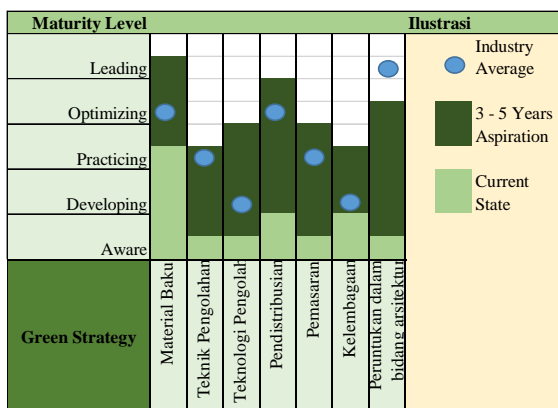 Maturity Level
Ilustrasi
Leading
Optimizing
Practicing
Developing
Aware
Industry
Average
3 - 5 Years
Aspiration
Current
State
Green Strategy
Material Baku
Teknik Pengolahan
Teknologi Pengolah
Pendistribusian
Pemasaran
Kelembagaan
Peruntukan dalam
bidang arsitektur